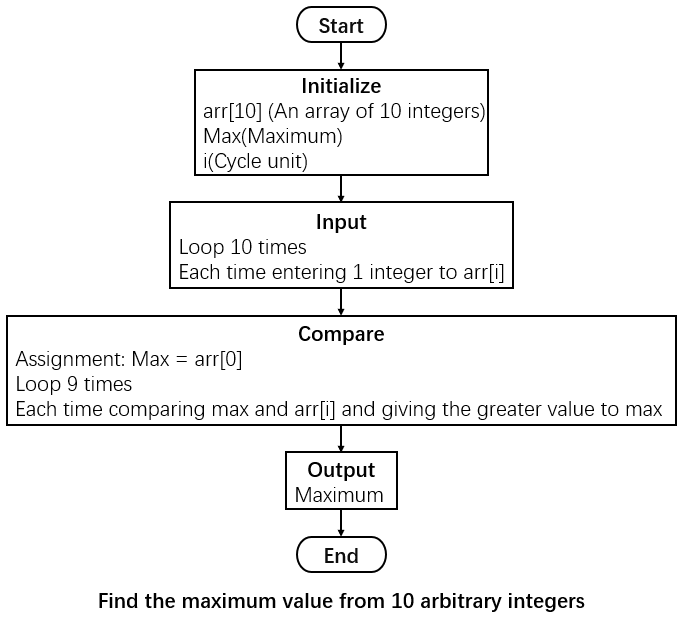 Start
Initialize
arr[10] (An array of 10 integers)
Max(Maximum)
i(Cycle unit)
Input
Loop 10 times
Each time entering 1 integer to arr[i]
Compare
Assignment: Max = arr[0]
Loop 9 times
Each time comparing max and arr[i] and giving the greater value to max
Output
Maximum
End
Find the maximum value from 10 arbitrary integers